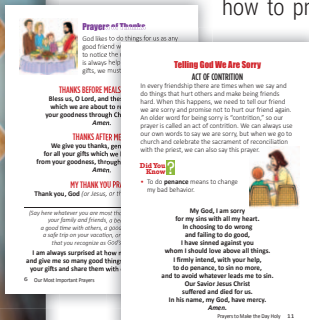 how to pr
Prayers of Thanks
God likes to do things for us as any
good friend w
to notice the
is always help
gifts, we must
THANKS BEFORE MEALS
Bless us, O Lord, and thes
which we are about to re
your goodness through Ch
Amen.
THANKS AFTER ME
We give you thanks,
for all your gifts which we
from your goodness, through
Amen.
MY THANK YOU PRA
Thank you, God (or Jesus, or th
(Say here whatever you are most tha
your family and friends, a be
a good time with others, a good
a safe trip on your vacation, or
that you recognize as God's
I am always surprised at how m
and give me so many good things
your gifts and share them with
6 Our Most Important Prayers
Telling God We Are Sorry
ACT OF CONTRITION
In every friendship there are times when we say and
do things that hurt others and make being friends
hard. When this happens, we need to tell our friend
we are sorry and promise not to hurt our friend again.
An older word for being sorry is "contrition," so our
prayer is called an act of contrition. We can always use
our own words to say we are sorry, but when we go to
church and celebrate the sacrament of reconciliation
with the priest, we can also say this prayer.
Did You
Know?
• To do penance means to change
my bad behavior.
My God, I am sorry
for my sins with all my heart.
In choosing to do wrong
and failing to do good,
I have sinned against you
whom I should love above all things.
I firmly intend, with your help,
to do penance, to sin no more,
and to avoid whatever leads me to sin.
Our Savior Jesus Christ
suffered and died for us.
In his name, my God, have mercy.
Amen.
Prayers to Make the Day Holy 11